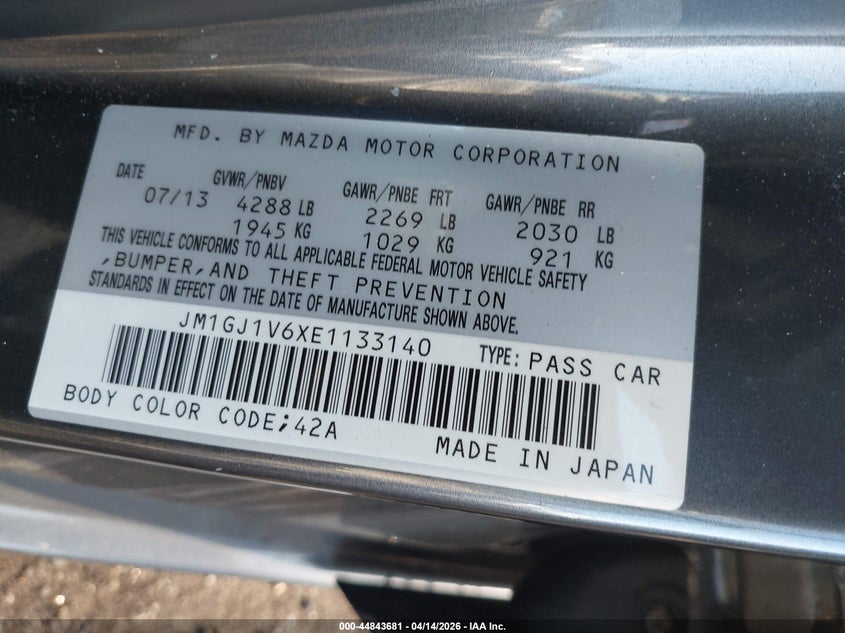 MFD. BY MAZDA MOTOR CORPORATION
DATE GVWR/PNBV GAWR/PNBE FRT GAWR/PNBE RR
07/13 4288 LB 2269 LB 2030 LB
1945 KG 1029 KG 921 KG
THIS VEHICLE CONFORMS TO ALL APPLICABLE FEDERAL MOTOR VEHICLE SAFETY
,BUMPER,AND THEFT PREVENTION
STANDARDS IN EFFECT ON THE DATE OF MANUFACTURE SHOWN ABOVE.
JM1GJ1V6XE1133140 TYPE: PASS CAR
BODY COLOR CODE;42A
MADE IN JAPAN
000-44843681 - 04/14/2026 - IAA Inc.